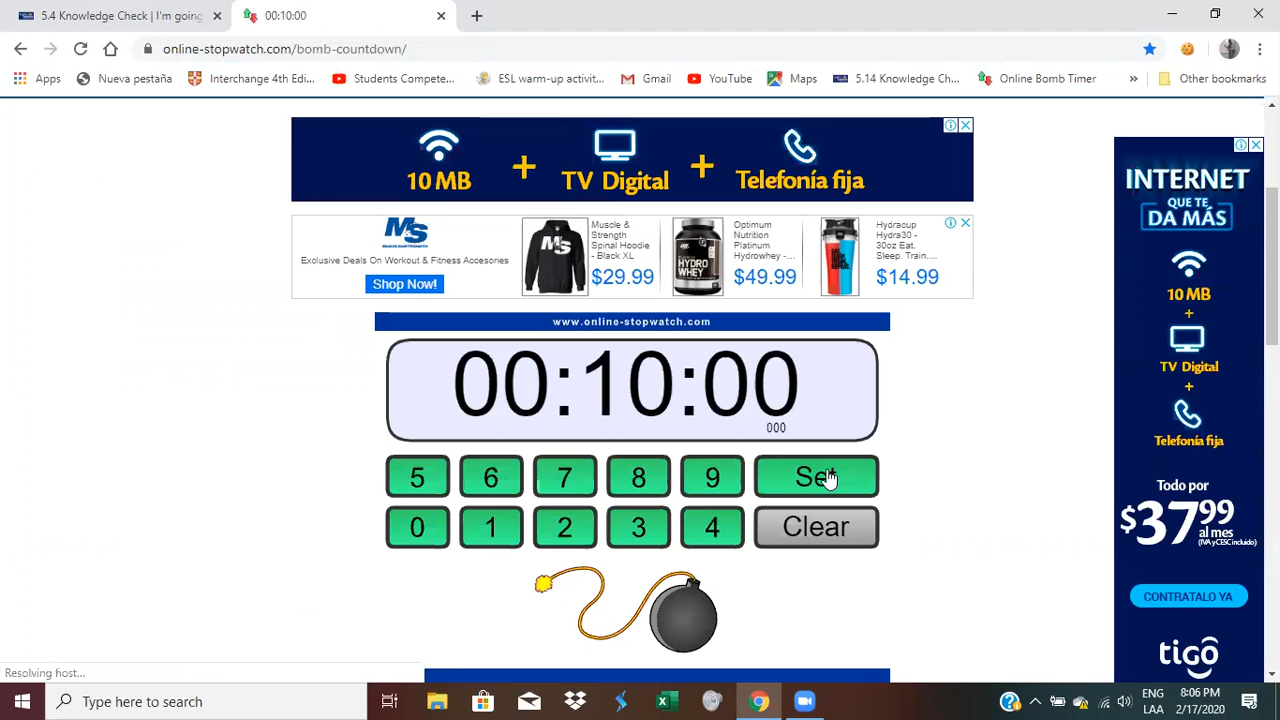 5.4 Knowledge Check | I'm going
00:10:00
online-stopwatch.com/bomb-countdown/
Apps
Nueva pestaña
Interchange 4th Edi...
Students Compete...
ESL warm-up activit...
Gmail
YouTube
Maps
5.14 Knowledge Ch...
Online Bomb Timer
Other bookmarks
10 MB + TV Digital + Telefonía fija
M&S
Exclusive Deals On Workout & Fitness Accesories
Shop Now!
Muscle &
Strength
Spinal Hoodie
- Black XL
$29.99
Optimum
Nutrition
Platinum
Hydrowhey -...
$49.99
Hydracup
Hydra30 -
30oz Eat.
Sleep. Train....
$14.99
www.online-stopwatch.com
00:10:00
000
5 6 7 8 9 Set
0 1 2 3 4 Clear
INTERNET
QUE TE
DA MÁS
10 MB
+
TV Digital
+
Telefonía fija
Todo por
$37.99
al mes
(IVA y CESC incluido)
CONTRATALO YA
tigo
Resolving host...
Type here to search
ENG
LAA
8:06 PM
2/17/2020